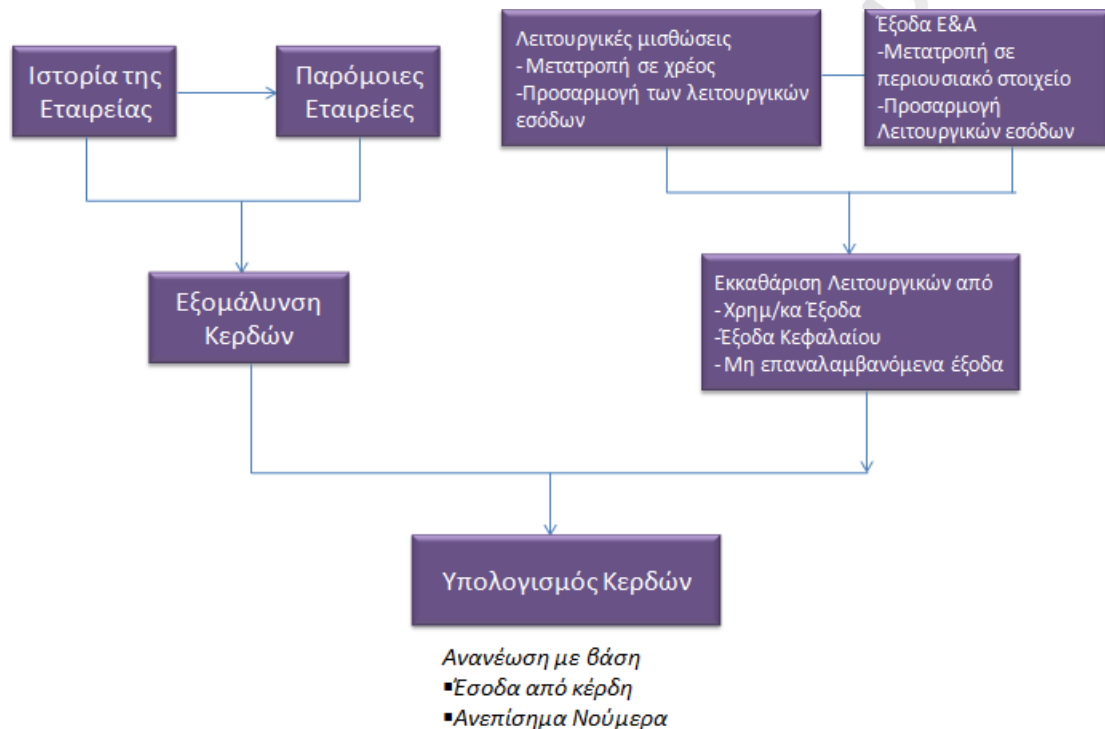 Ιστορία της
Εταιρείας
Παρόμοιες
Εταιρείες
Λειτουργικές μισθώσεις
- Μετατροπή σε χρέος
-Προσαρμογή των λειτουργικών
εσόδων
Έξοδα Ε&Α
-Μετατροπή σε
περιουσιακό στοιχείο
-Προσαρμογή
Λειτουργικών εσόδων
Εξομάλυνση
Κερδών
Εκκαθάριση Λειτουργικών από
- Χρημ/κα Έξοδα
-Έξοδα Κεφαλαίου
- Μη επαναλαμβανόμενα έξοδα
Υπολογισμός Κερδών
Ανανέωση με βάση
▪Έσοδα από κέρδη
▪Ανεπίσημα Νούμερα